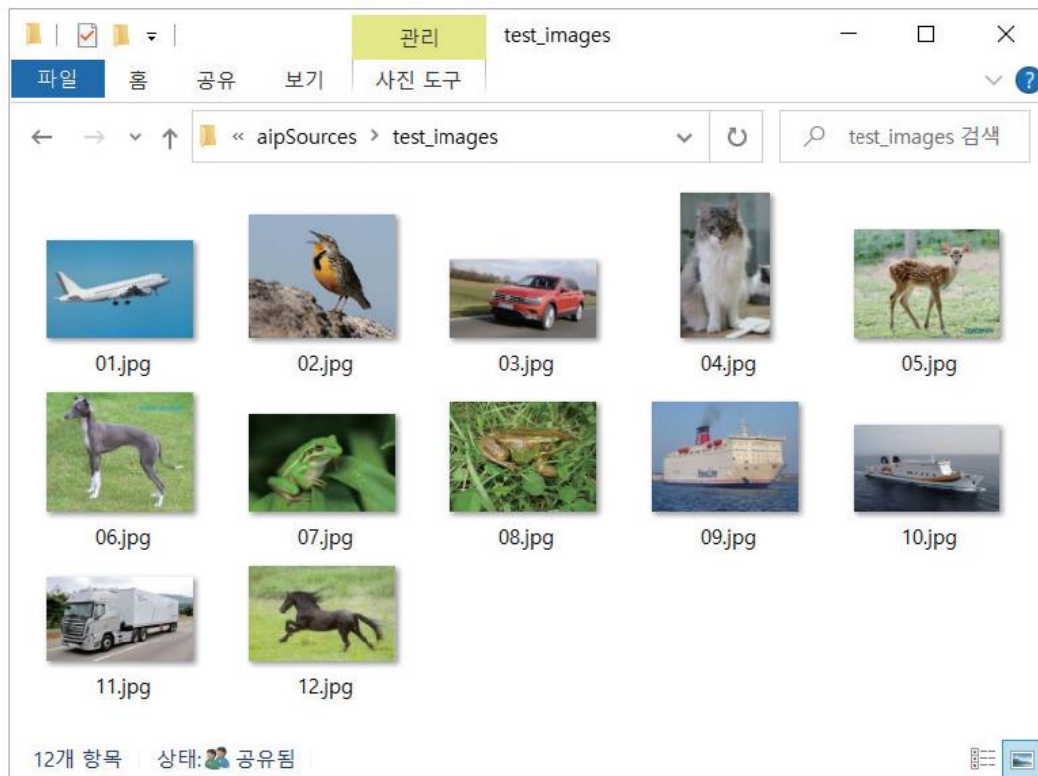 관리
test_images
파일
홈
공유
보기
사진 도구
?
« aipSources > test_images
test_images 검색
01.jpg
02.jpg
03.jpg
04.jpg
05.jpg
06.jpg
07.jpg
08.jpg
09.jpg
10.jpg
11.jpg
12.jpg
12개 항목
상태: 공유됨